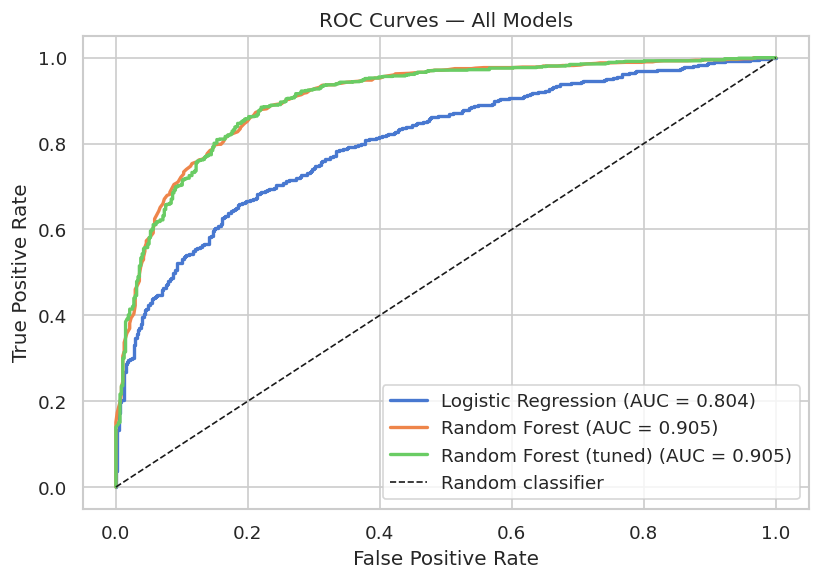 ROC Curves — All Models
True Positive Rate
1.0
0.8
0.6
0.4
0.2
0.0
Logistic Regression (AUC = 0.804)
Random Forest (AUC = 0.905)
Random Forest (tuned) (AUC = 0.905)
Random classifier
0.0 0.2 0.4 0.6 0.8 1.0
False Positive Rate